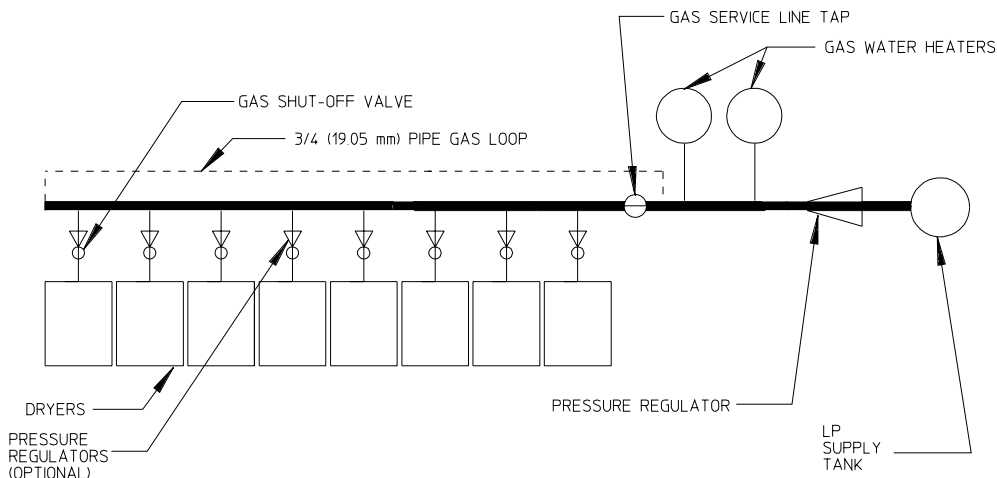 GAS SERVICE LINE TAP
GAS WATER HEATERS
GAS SHUT-OFF VALVE
3/4 (19.05 mm) PIPE GAS LOOP
DRYERS
PRESSURE
REGULATORS
(OPTIONAL)
PRESSURE REGULATOR
LP
SUPPLY
TANK